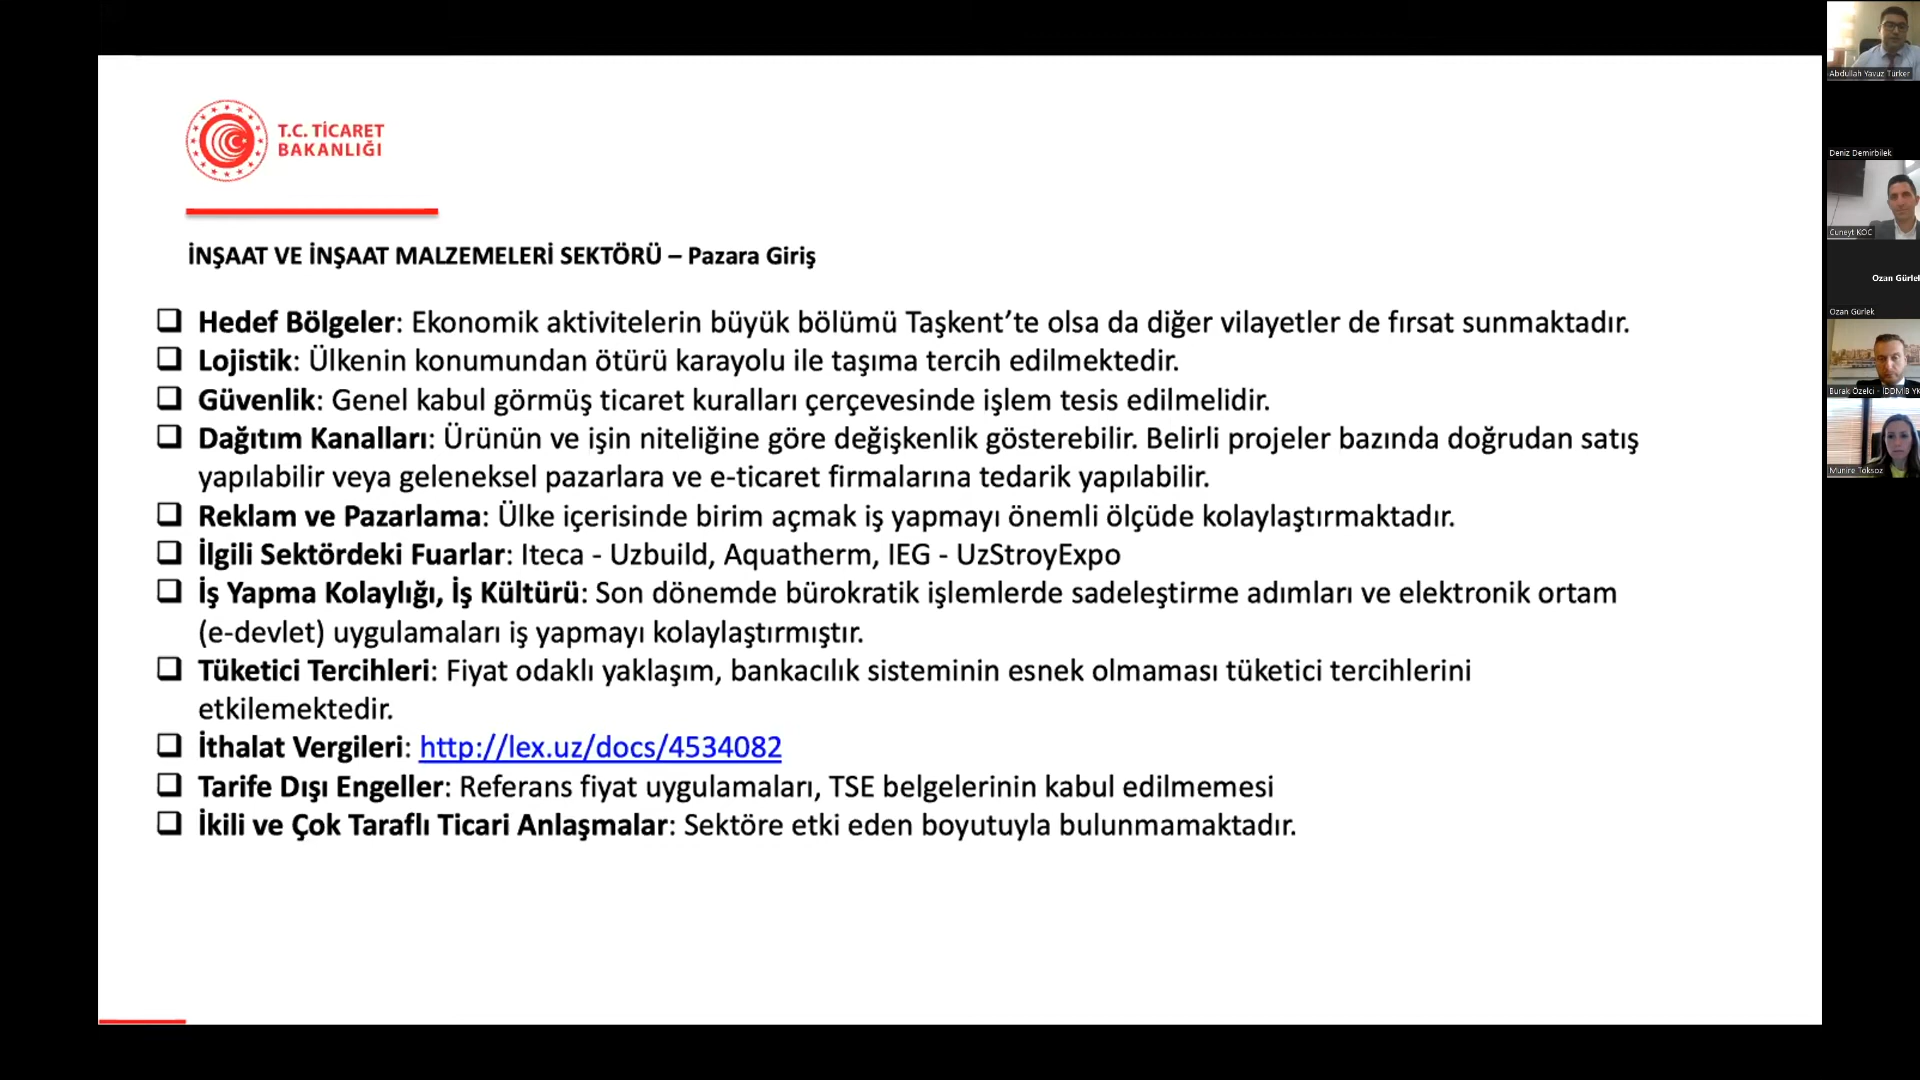 T.C. TİCARET
BAKANLIĞI
İNŞAAT VE İNŞAAT MALZEMELERİ SEKTÖRÜ – Pazara Giriş
Hedef Bölgeler: Ekonomik aktivitelerin büyük bölümü Taşkent’te olsa da diğer vilayetler de fırsat sunmaktadır.
Lojistik: Ülkenin konumundan ötürü karayolu ile taşıma tercih edilmektedir.
Güvenlik: Genel kabul görmüş ticaret kuralları çerçevesinde işlem tesis edilmelidir.
Dağıtım Kanalları: Ürünün ve işin niteliğine göre değişkenlik gösterebilir. Belirli projeler bazında doğrudan satış
yapılabilir veya geleneksel pazarlara ve e-ticaret firmalarına tedarik yapılabilir.
Reklam ve Pazarlama: Ülke içerisinde birim açmak iş yapmayı önemli ölçüde kolaylaştırmaktadır.
İlgili Sektördeki Fuarlar: Iteca - Uzbuild, Aquatherm, IEG - UzStroyExpo
İş Yapma Kolaylığı, İş Kültürü: Son dönemde bürokratik işlemlerde sadeleştirme adımları ve elektronik ortam
(e-devlet) uygulamaları iş yapmayı kolaylaştırmıştır.
Tüketici Tercihleri: Fiyat odaklı yaklaşım, bankacılık sisteminin esnek olmaması tüketici tercihlerini
etkilemektedir.
İthalat Vergileri: http://lex.uz/docs/4534082
Tarife Dışı Engeller: Referans fiyat uygulamaları, TSE belgelerinin kabul edilmemesi
İkili ve Çok Taraflı Ticari Anlaşmalar: Sektöre etki eden boyutuyla bulunmamaktadır.
Abdullah Yavuz Türker
Deniz Demirbilek
Cuneyt KOC
Ozan Gürlek
Ozan Gürlek
Burak Özelci - İDDMİB YK
Munire Toksoz